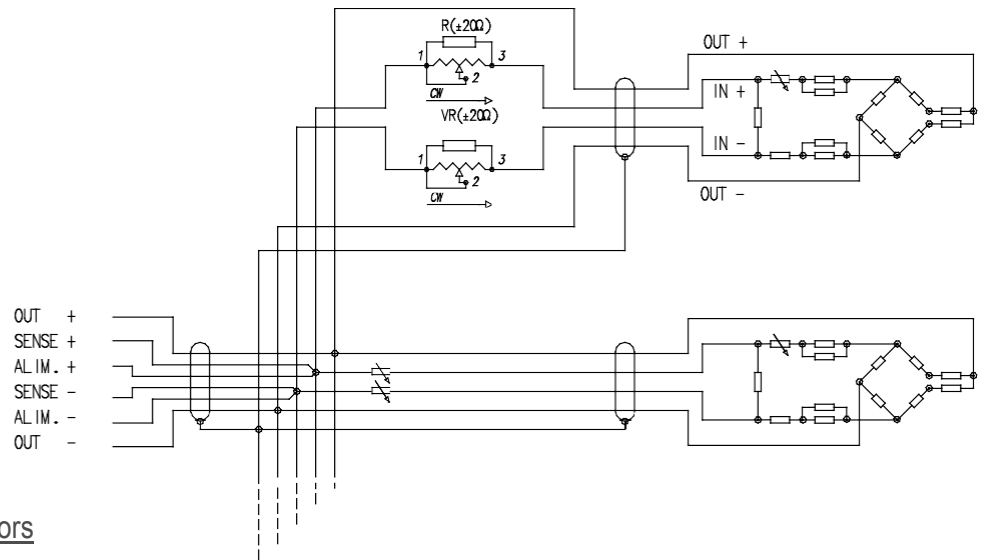 R(±20Ω)
1 3
2
CW
VR(±20Ω)
1 3
2
CW
OUT +
IN +
IN -
OUT -
OUT +
SENSE +
ALIM. +
SENSE -
ALIM. -
OUT -
ors